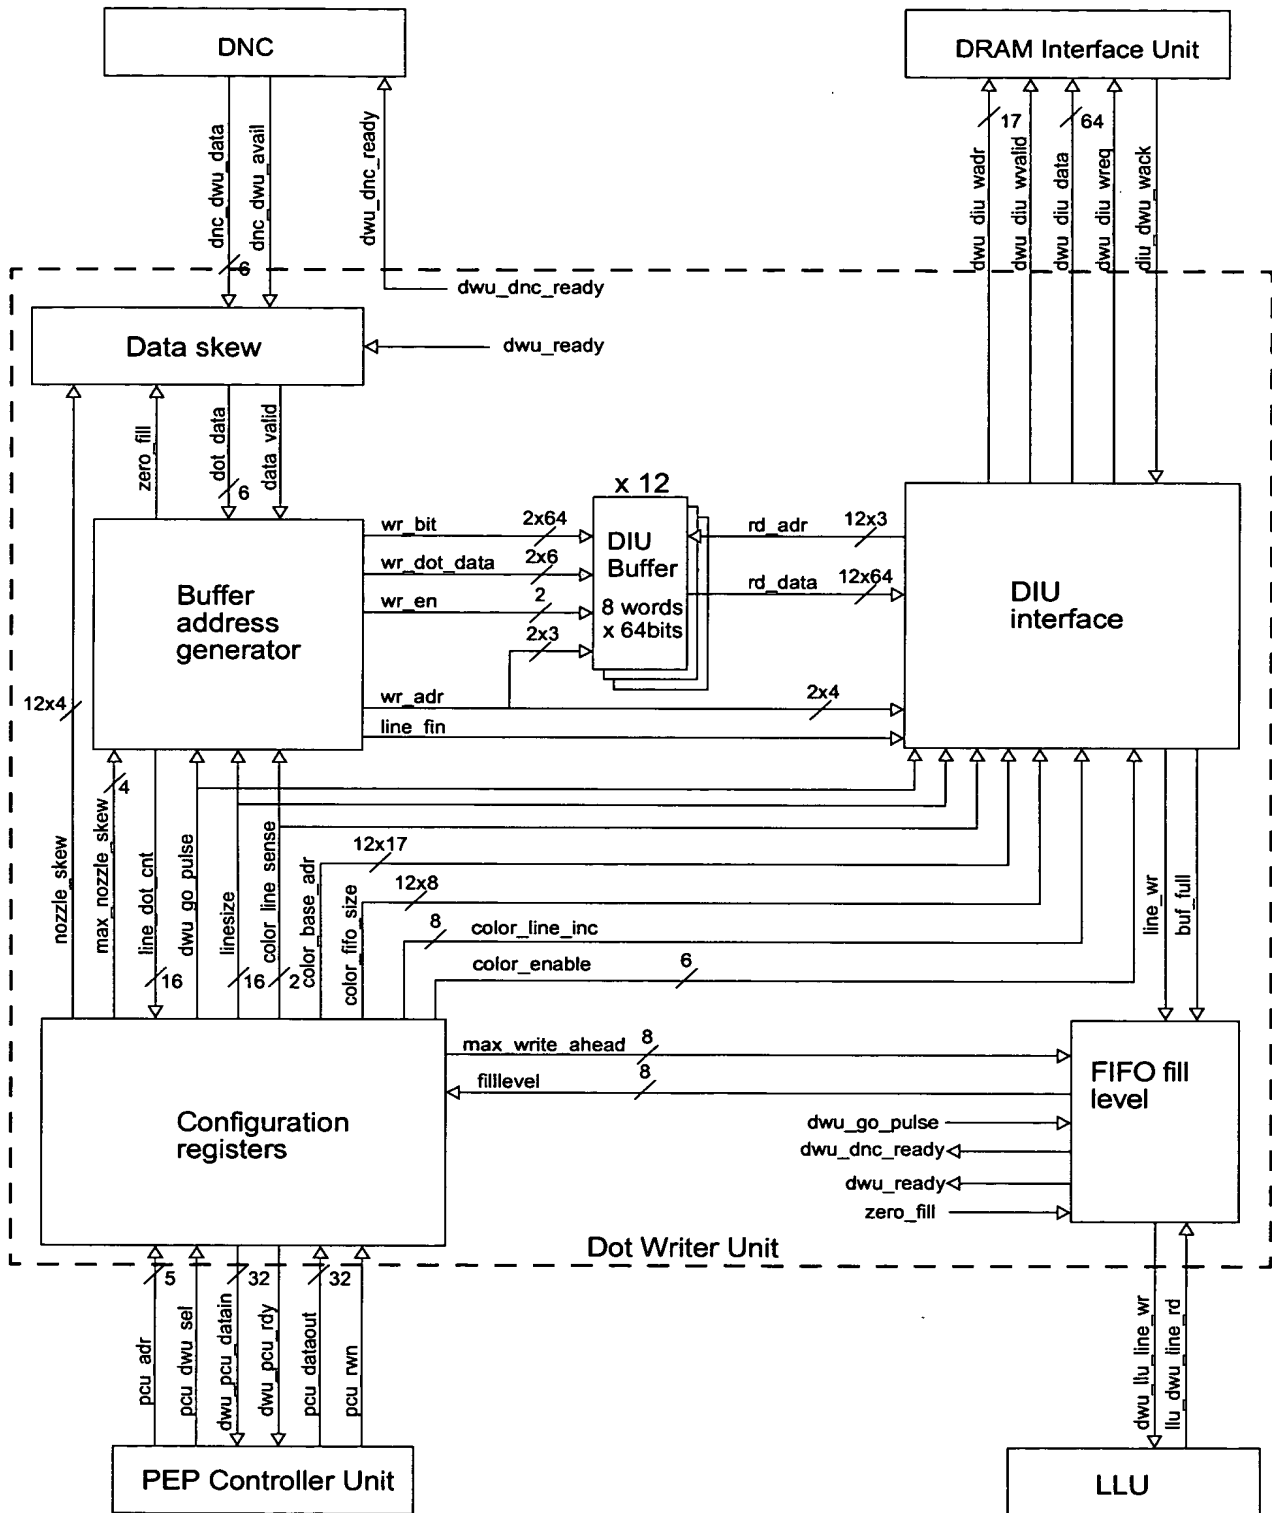 DNC
DRAM Interface Unit
dnc_dwu_data
dnc_dwu_avail
dwu_dnc_ready
6
dwu_diu_wadr
17
dwu_diu_wvalid
dwu_diu_data
64
dwu_diu_wreq
diu_dwu_wack
dwu_dnc_ready
Data skew
dwu_ready
zero_fill
dot_data
6
data_valid
x 12
wr_bit
2x64
DIU
Buffer
8 words
x 64bits
rd_adr
12x3
wr_dot_data
2x6
rd_data
12x64
wr_en
2
2x3
Buffer
address
generator
DIU
interface
wr_adr
2x4
line_fin
12x4
nozzle_skew
4
max_nozzle_skew
line_dot_cnt
16
dwu_go_pulse
linesize
16
color_line_sense
2
color_base_adr
12x17
color_fifo_size
12x8
8
color_line_inc
color_enable
6
line_wr
buf_full
max_write_ahead
8
filllevel
8
FIFO fill
level
Configuration
registers
dwu_go_pulse
dwu_dnc_ready
dwu_ready
zero_fill
Dot Writer Unit
pcu_adr
5
pcu_dwu_sel
dwu_pcu_datain
32
dwu_pcu_rdy
pcu_dataout
32
pcu_rwn
dwu_llu_line_wr
llu_dwu_line_rd
PEP Controller Unit
LLU